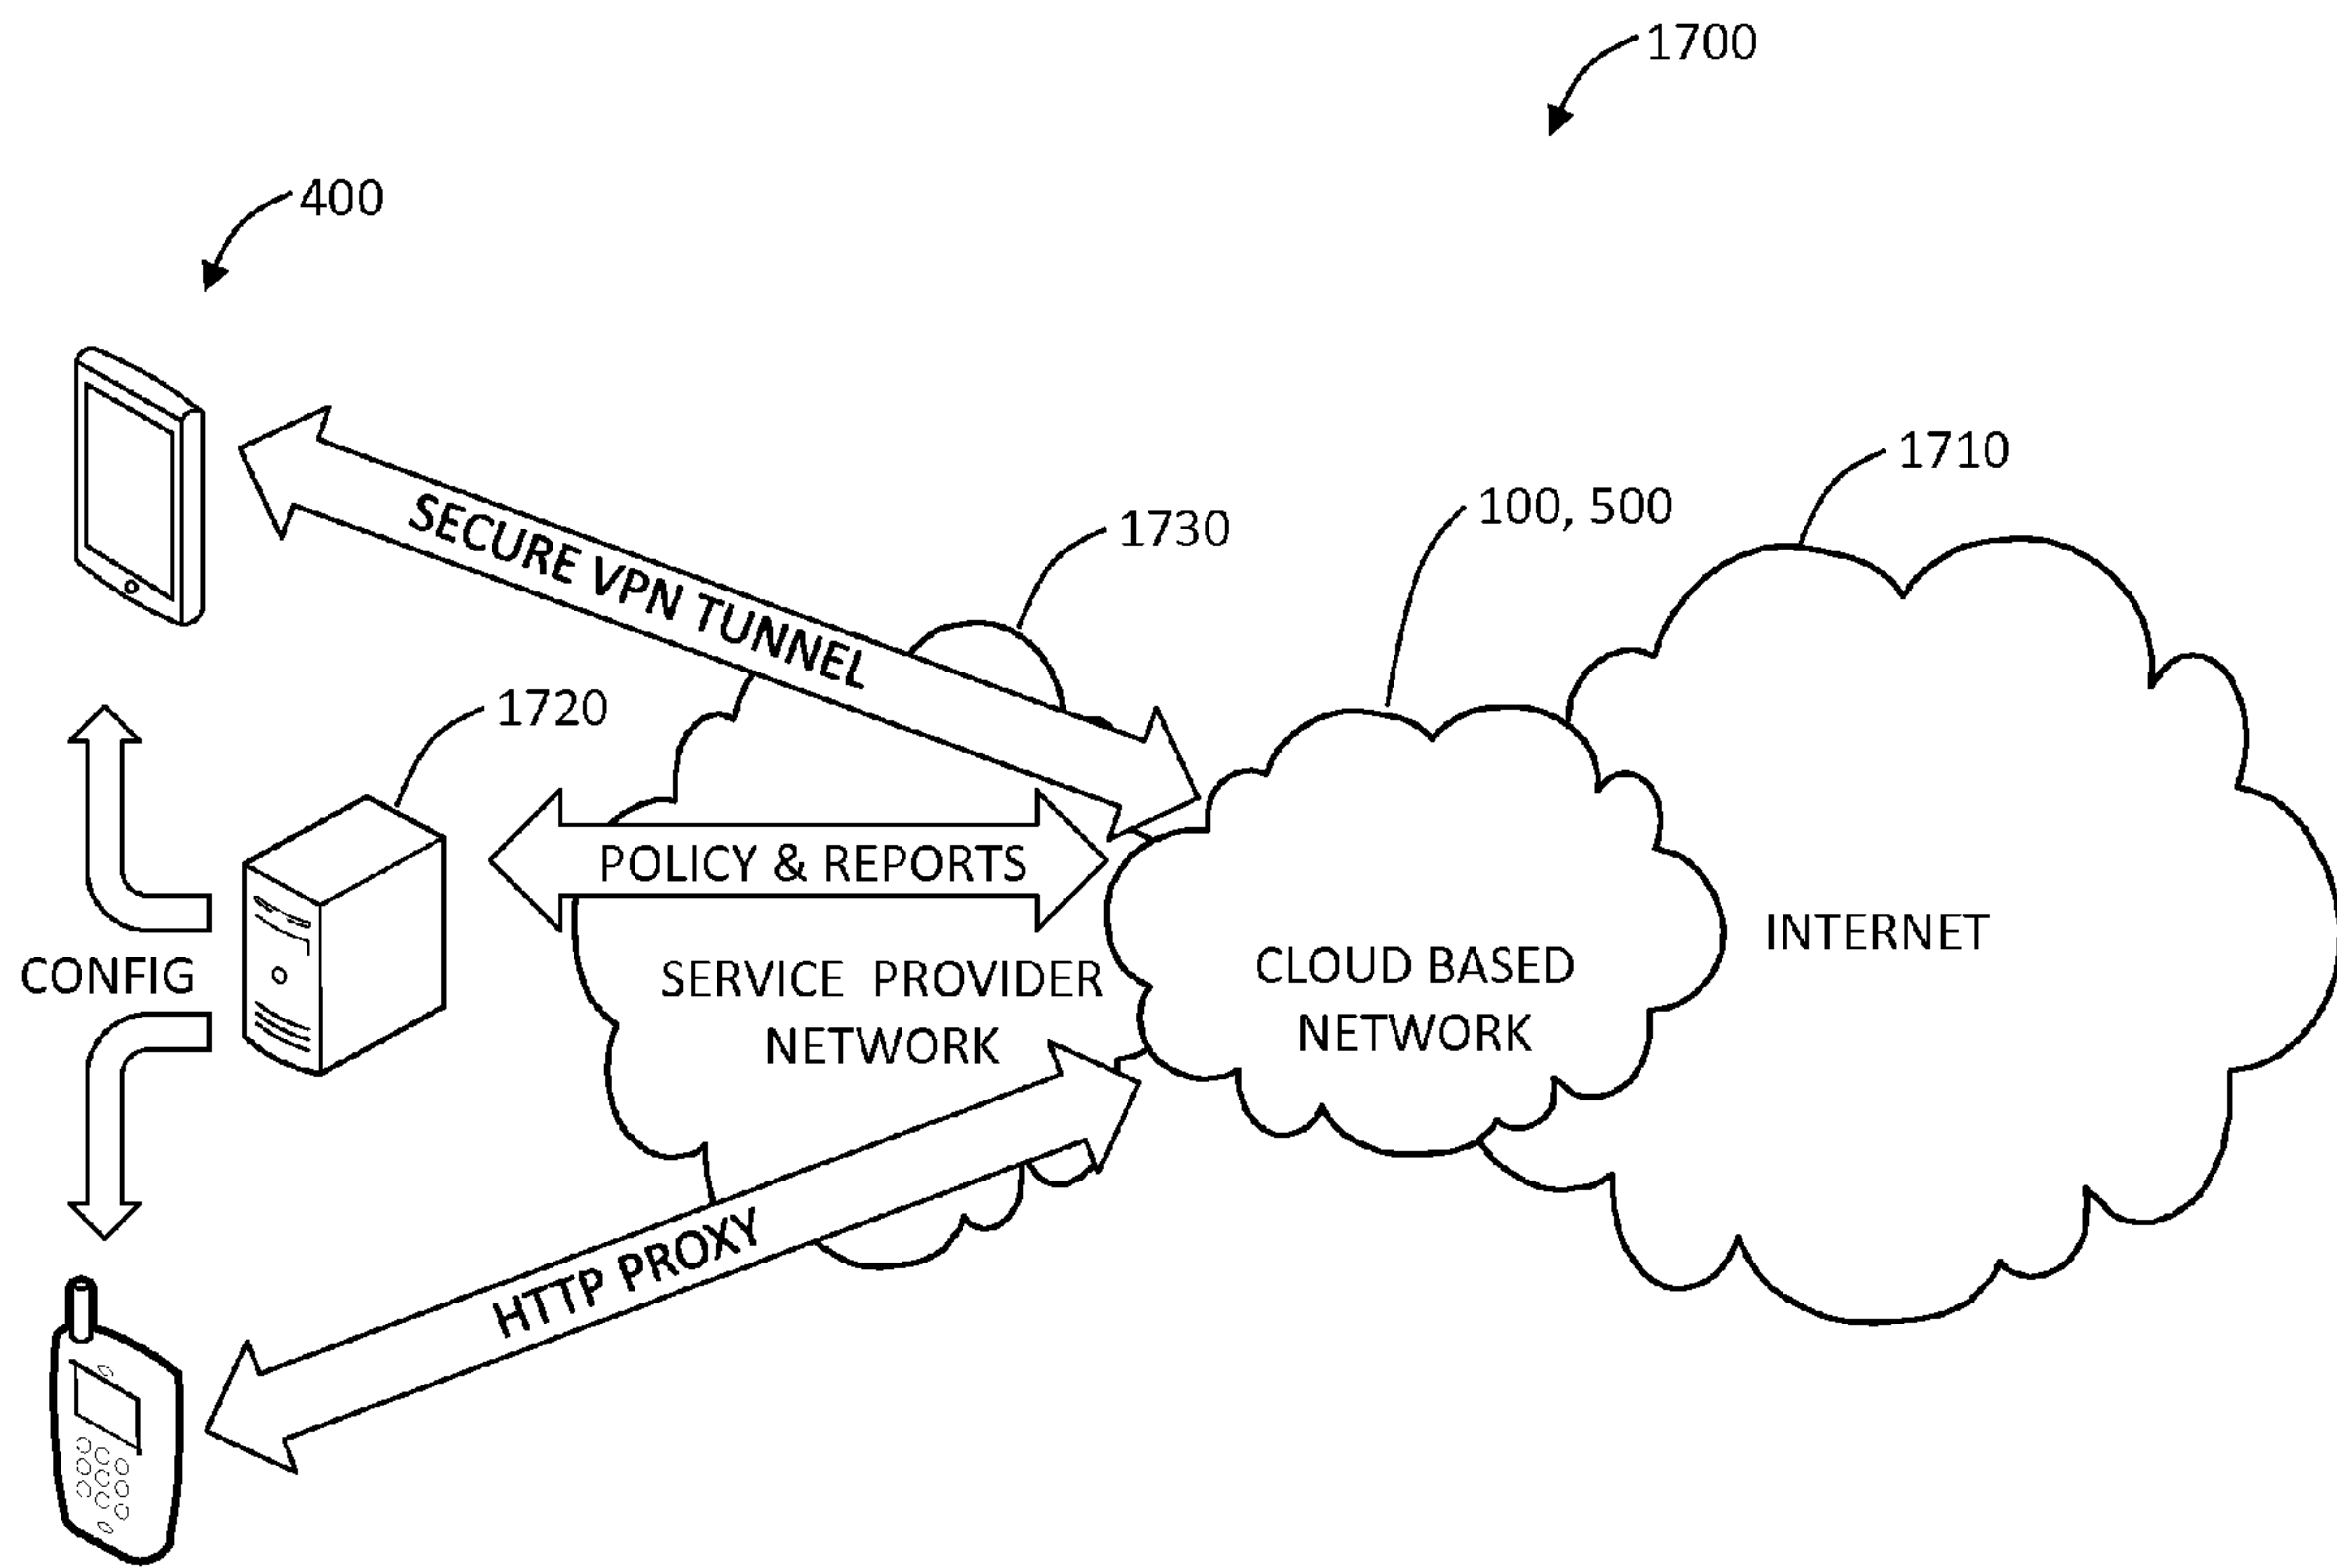 1700
400
1710
100, 500
1730
SECURE VPN TUNNEL
1720
POLICY & REPORTS
INTERNET
CONFIG
SERVICE PROVIDER
NETWORK
CLOUD BASED
NETWORK
HTTP PROXY